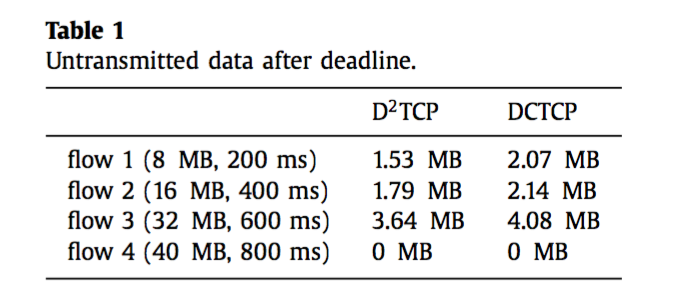 Table 1
Untransmitted data after deadline.
D²TCP DCTCP
flow 1 (8 MB, 200 ms) 1.53 MB 2.07 MB
flow 2 (16 MB, 400 ms) 1.79 MB 2.14 MB
flow 3 (32 MB, 600 ms) 3.64 MB 4.08 MB
flow 4 (40 MB, 800 ms) 0 MB 0 MB